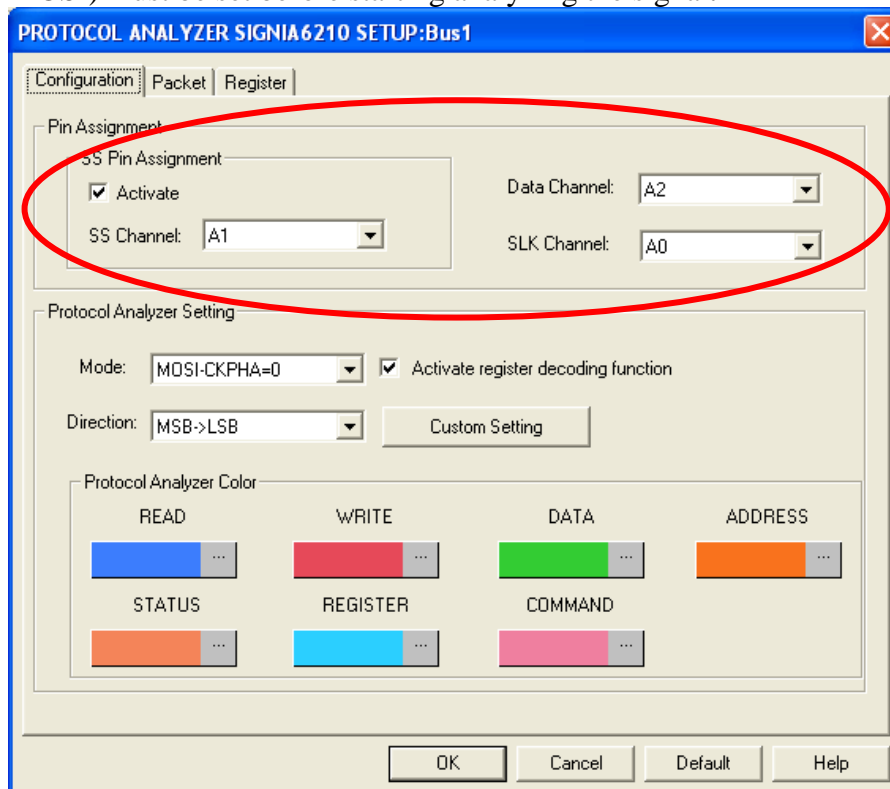 PROTOCOL ANALYZER SIGNIA6210 SETUP:Bus1
Configuration Packet Register
Pin Assignment
SS Pin Assignment
Activate
SS Channel: A1
Data Channel: A2
SLK Channel: A0
Protocol Analyzer Setting
Mode: MOSI-CKPHA=0 Activate register decoding function
Direction: MSB->LSB Custom Setting
Protocol Analyzer Color
READ WRITE DATA ADDRESS
... ... ... ...
STATUS REGISTER COMMAND
... ... ...
OK Cancel Default Help